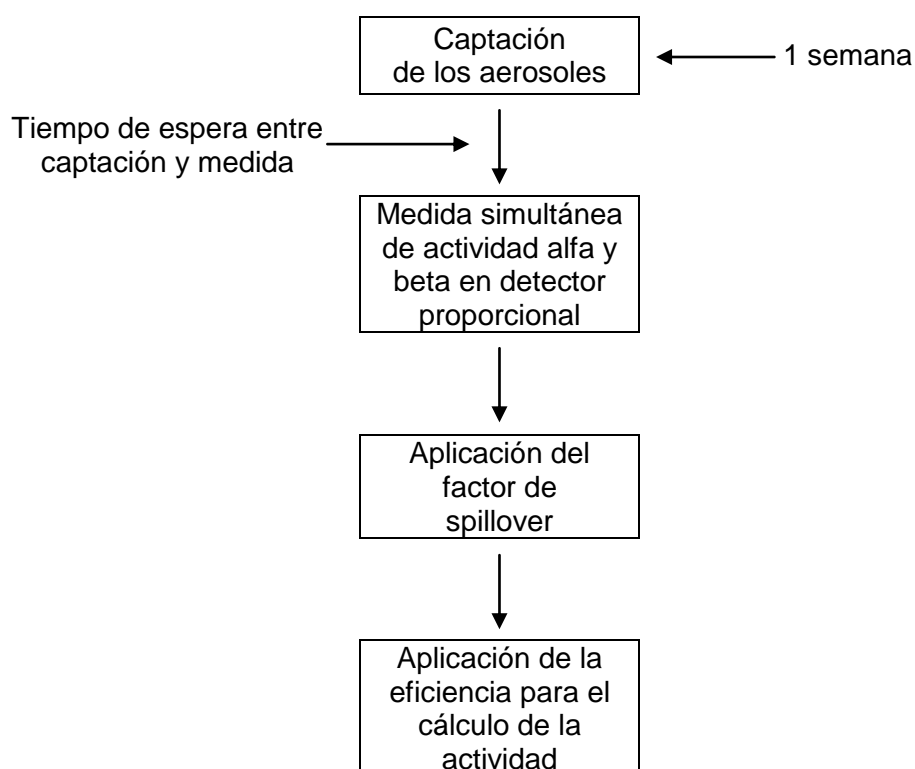 Captación
de los aerosoles
1 semana
Tiempo de espera entre
captación y medida
Medida simultánea
de actividad alfa y
beta en detector
proporcional
Aplicación del
factor de
spillover
Aplicación de la
eficiencia para el
cálculo de la
actividad